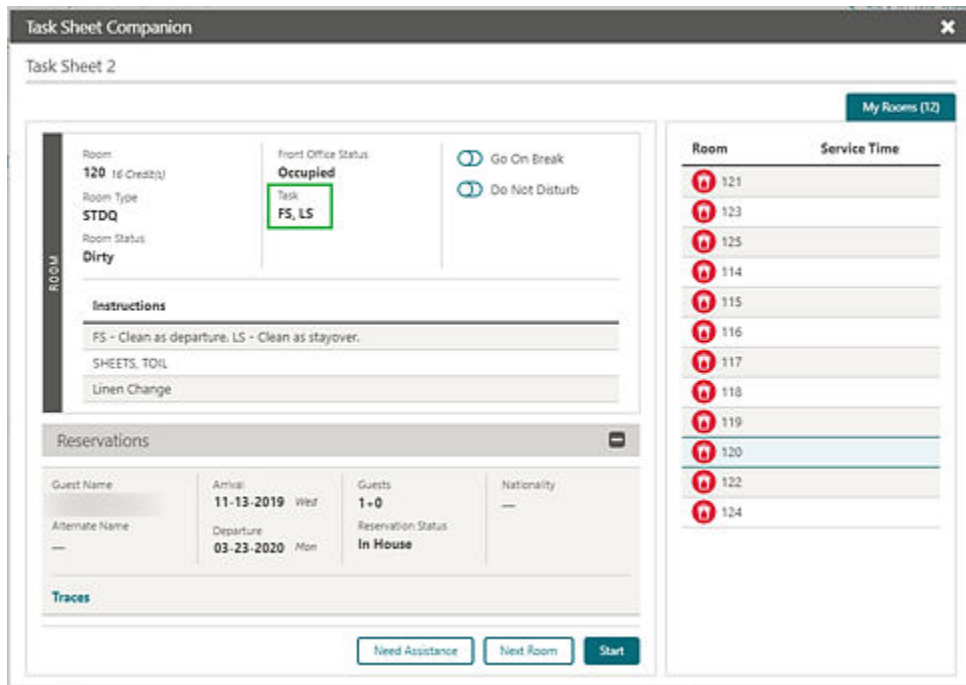 Task Sheet Companion
Task Sheet 2
My Rooms (12)
ROOM
Room
120 16 Credit(s)
Room Type
STDQ
Room Status
Dirty
Front Office Status
Occupied
Task
FS, LS
Go On Break
Do Not Disturb
Instructions
FS - Clean as departure. LS - Clean as stayover.
SHEETS, TOIL
Linen Change
Reservations
Guest Name
Alternate Name
—
Arrival
11-13-2019 Wed
Departure
03-23-2020 Mon
Guests
1+0
Reservation Status
In House
Nationality
—
Traces
Need Assistance Next Room Start
Room Service Time
121
123
125
114
115
116
117
118
119
120
122
124